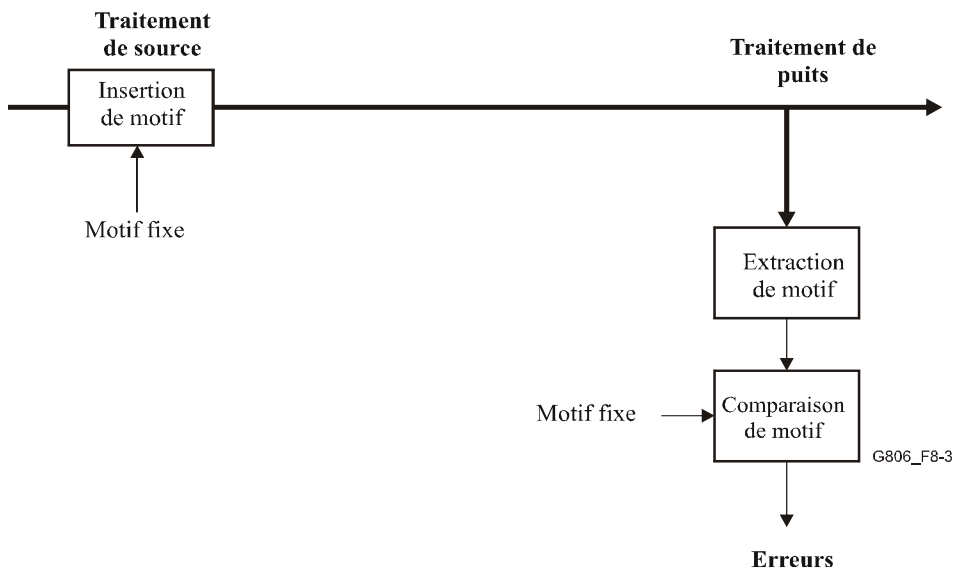 Traitement
de source
Insertion
de motif
Motif fixe
Traitement de
puits
Extraction
de motif
Motif fixe
Comparaison
de motif
G806_F8-3
Erreurs